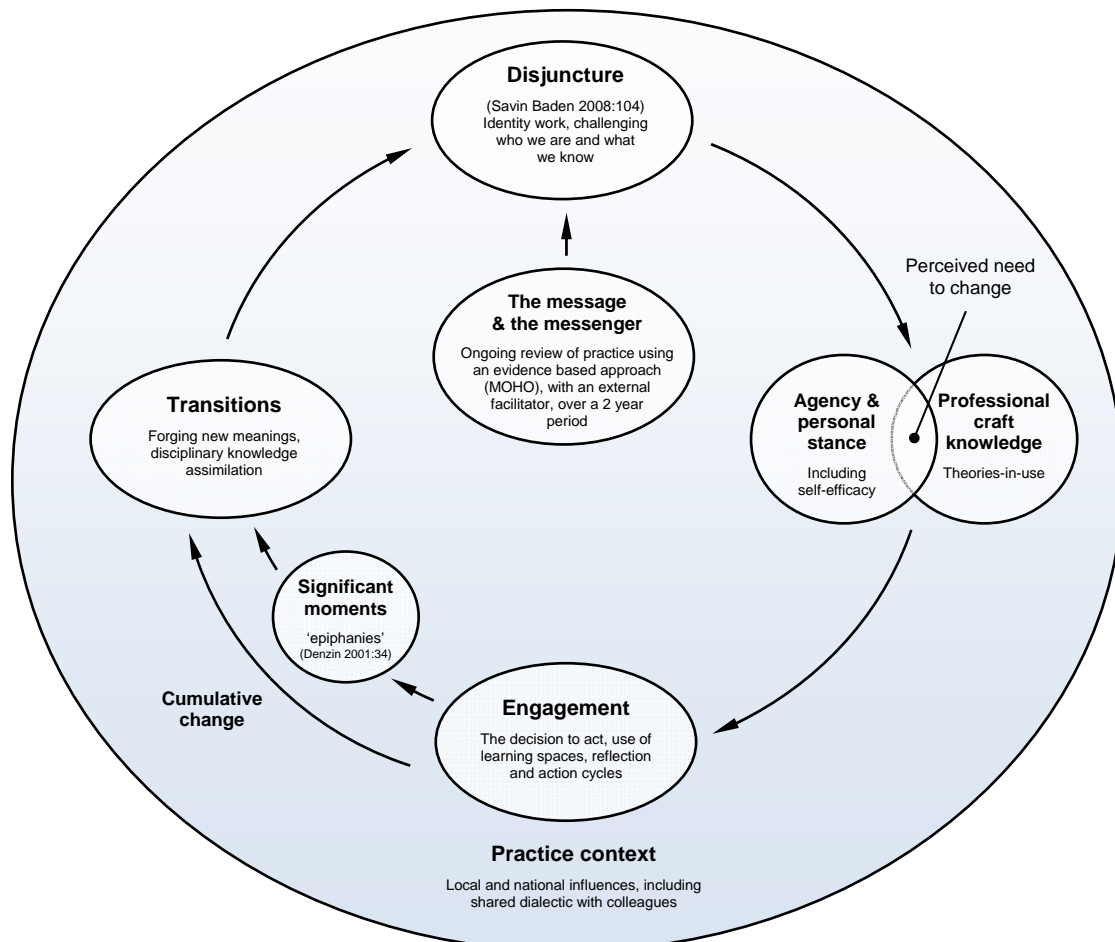 Disjuncture
(Savin Baden 2008:104)
Identity work, challenging
who we are and what
we know
The message
& the messenger
Ongoing review of practice using
an evidence based approach
(MOHO), with an external
facilitator, over a 2 year
period
Perceived need
to change
Agency &
personal
stance
Including
self-efficacy
Professional
craft
knowledge
Theories-in-use
Transitions
Forging new meanings,
disciplinary knowledge
assimilation
Significant
moments
‘epiphanies’
(Denzin 2001:34)
Cumulative
change
Engagement
The decision to act, use of
learning spaces, reflection
and action cycles
Practice context
Local and national influences, including
shared dialectic with colleagues